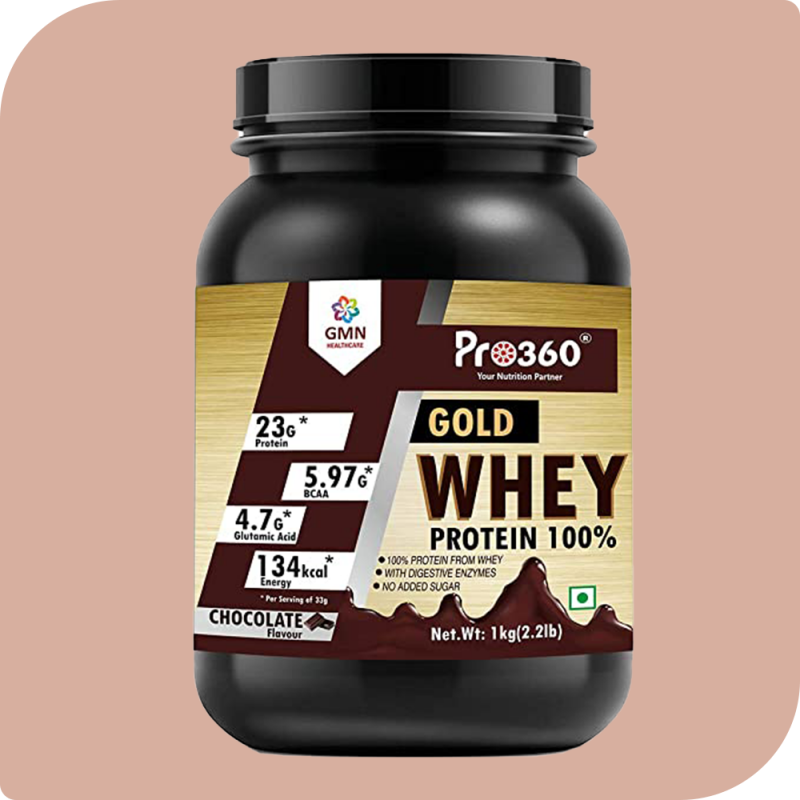 GMN
HEALTHCARE
Pro360®
Your Nutrition Partner
GOLD
WHEY
PROTEIN 100%
• 100% PROTEIN FROM WHEY
• WITH DIGESTIVE ENZYMES
• NO ADDED SUGAR
23G*
Protein
5.97G*
BCAA
4.7G*
Glutamic Acid
134kcal*
Energy
* Per Serving of 33g
CHOCOLATE
Flavour
Net.Wt: 1kg(2.2lb)